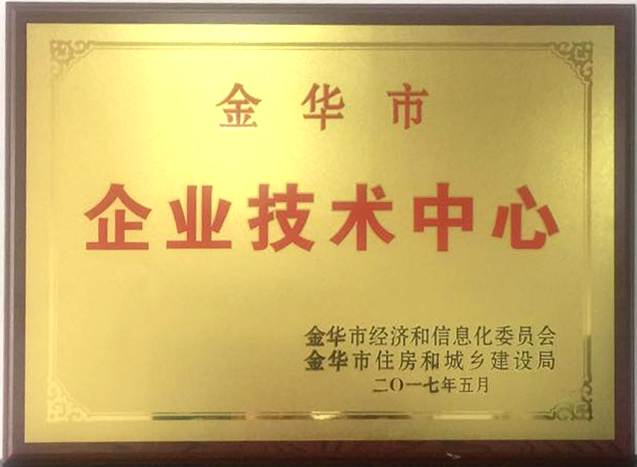 金华市
企业技术中心
金华市经济和信息化委员会
金华市住房和城乡建设局
二〇一七年五月